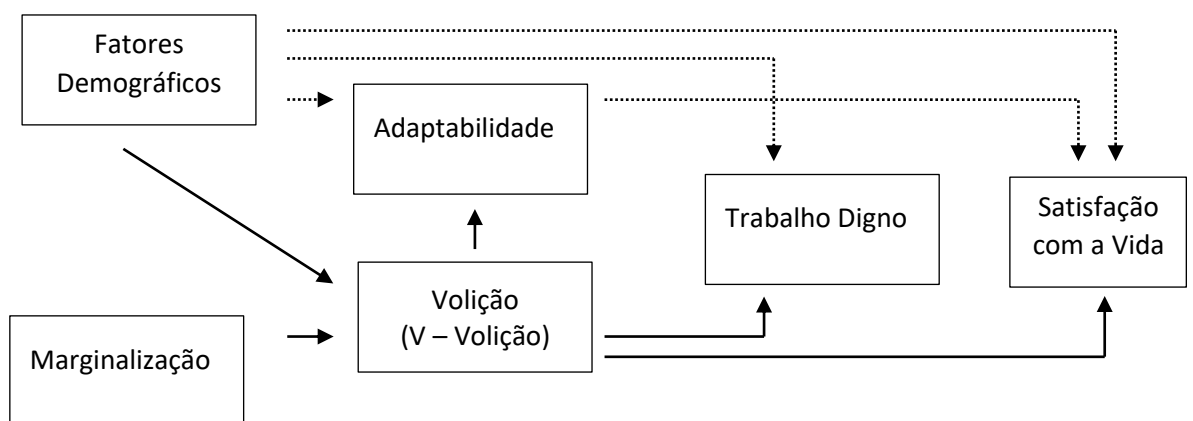 Fatores
Demográficos
Adaptabilidade
Trabalho Digno
Satisfação
com a Vida
Volição
(V – Volição)
Marginalização